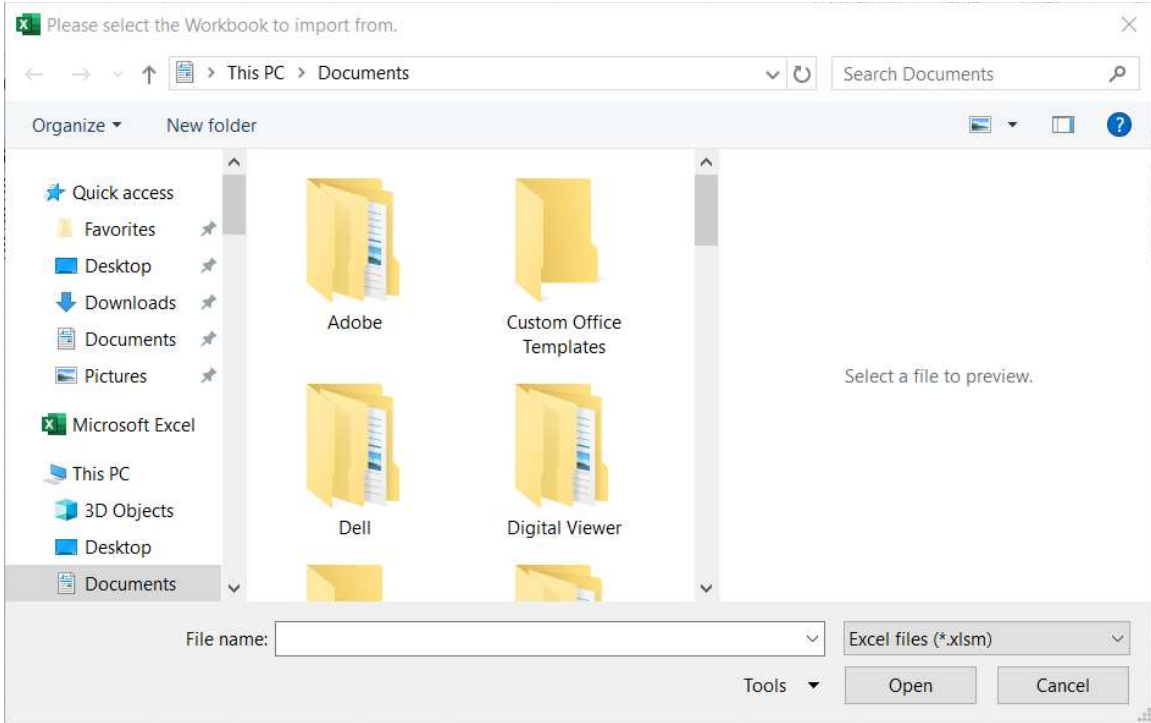 Please select the Workbook to import from.
This PC > Documents
Search Documents
Organize
New folder
Quick access
Favorites
Desktop
Downloads
Documents
Pictures
Microsoft Excel
This PC
3D Objects
Desktop
Documents
Adobe
Custom Office
Templates
Dell
Digital Viewer
Select a file to preview.
File name:
Excel files (*.xlsm)
Tools
Open
Cancel